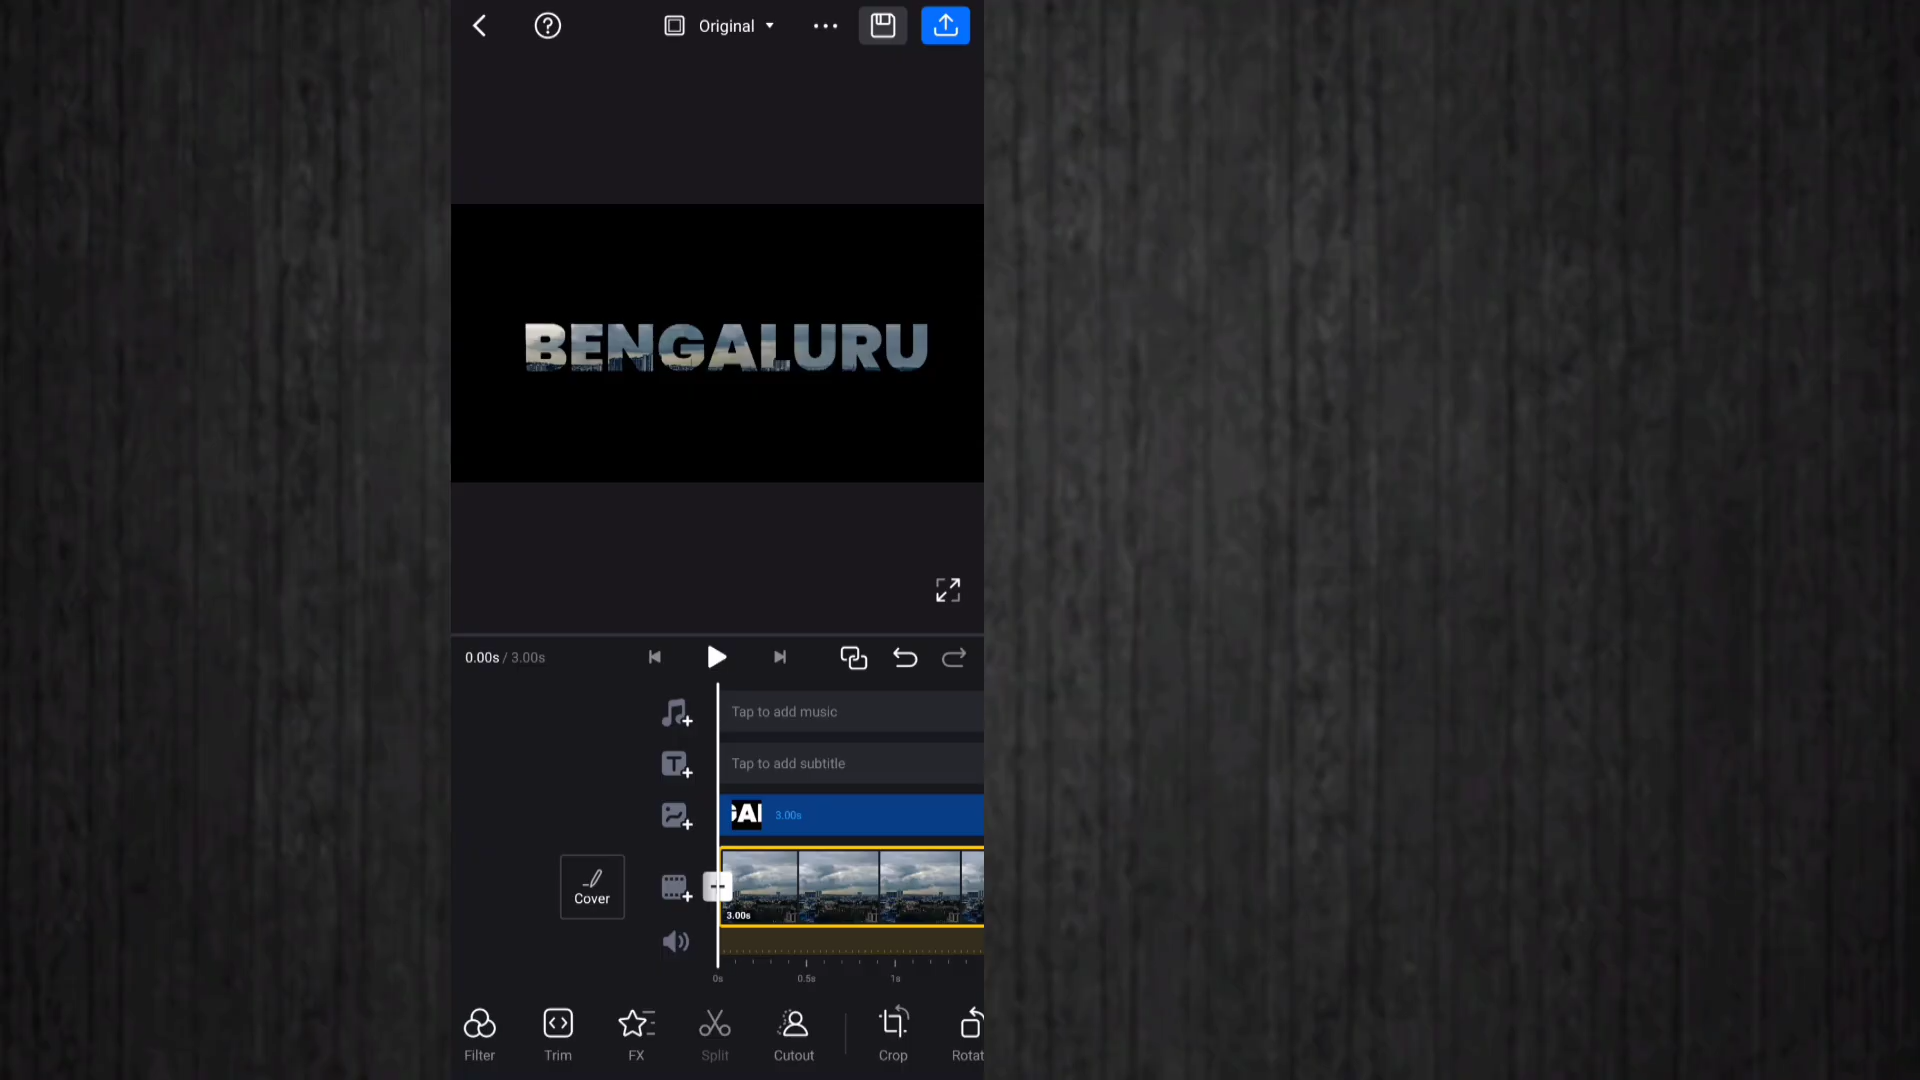 Original
BENGALURU
0.00s / 3.00s
Tap to add music
Tap to add subtitle
GAI 3.00s
Cover
3.00s
0s 0.5s 1s
Filter Trim FX Split Cutout Crop Rotat